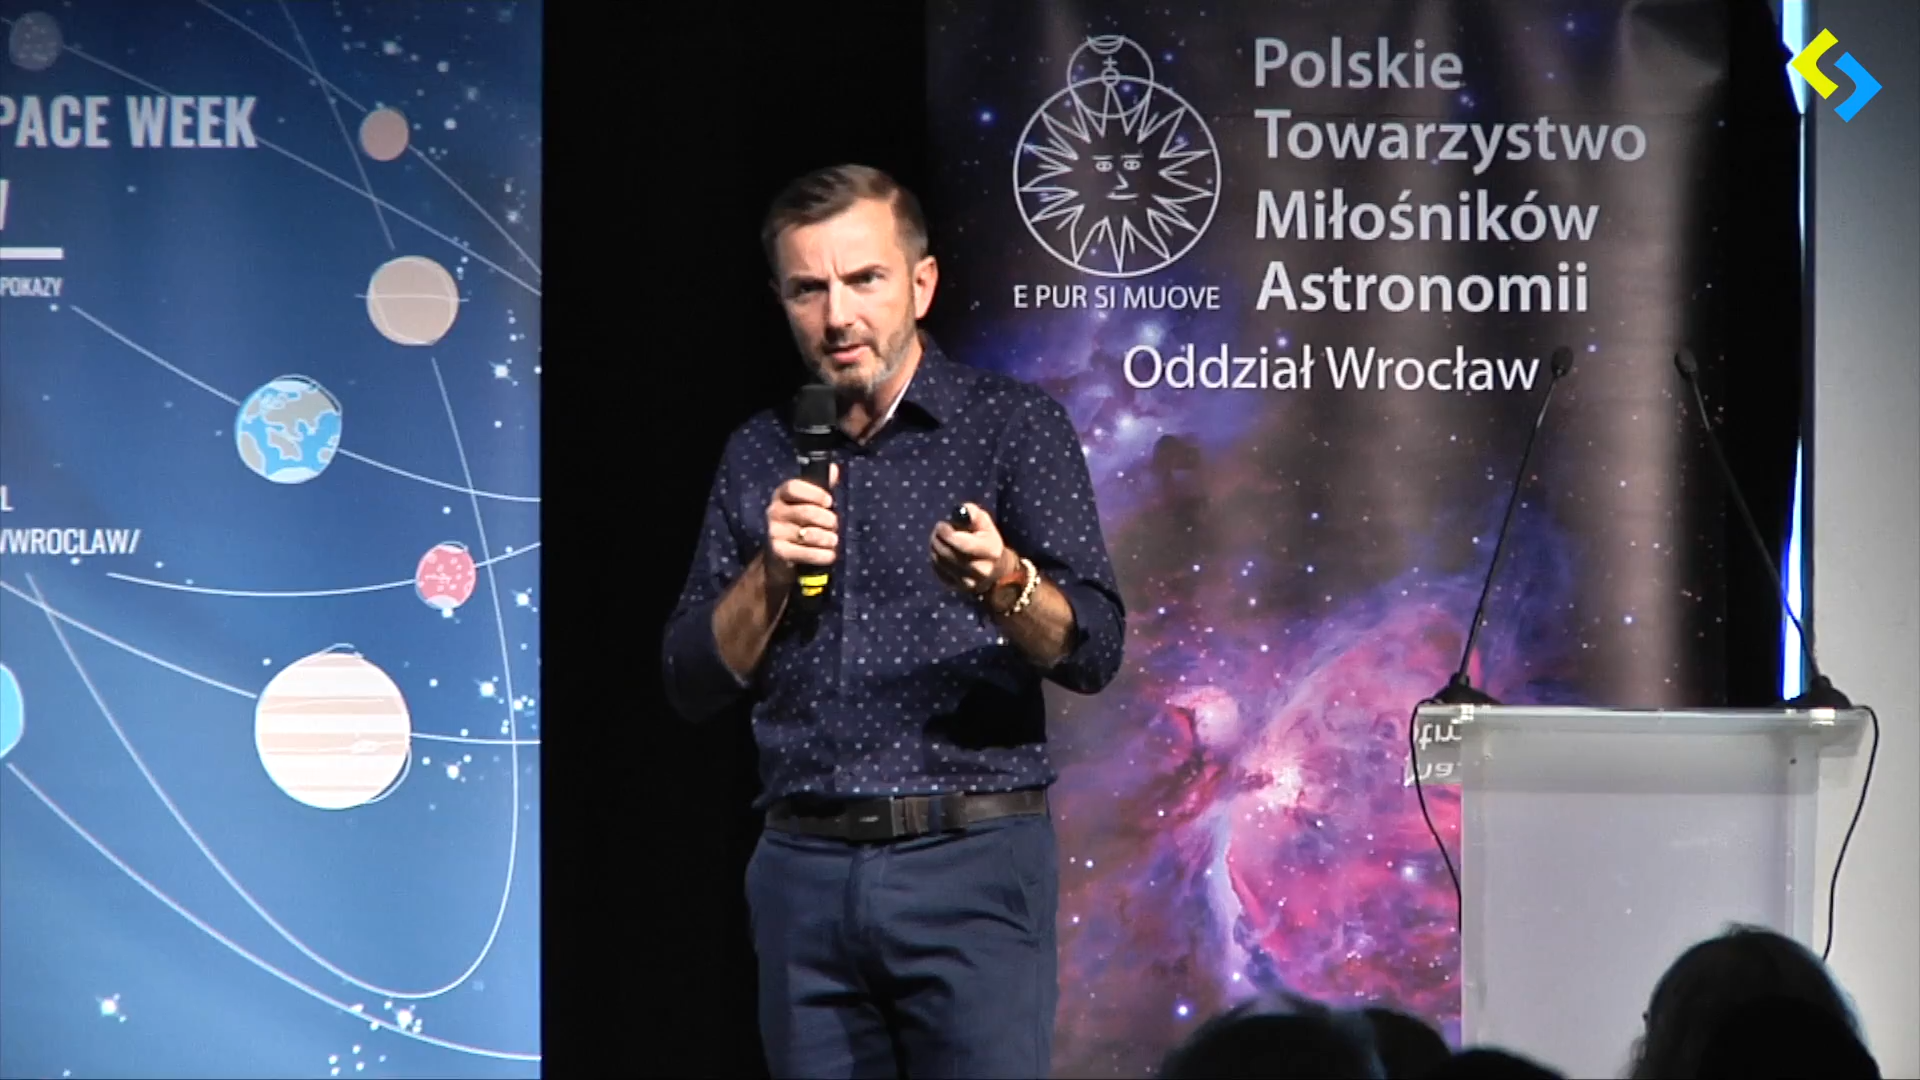 PACE WEEK
POKAZY
L
/WROCLAW/
Polskie
Towarzystwo
Miłośników
Astronomii
E PUR SI MUOVE
Oddział Wrocław